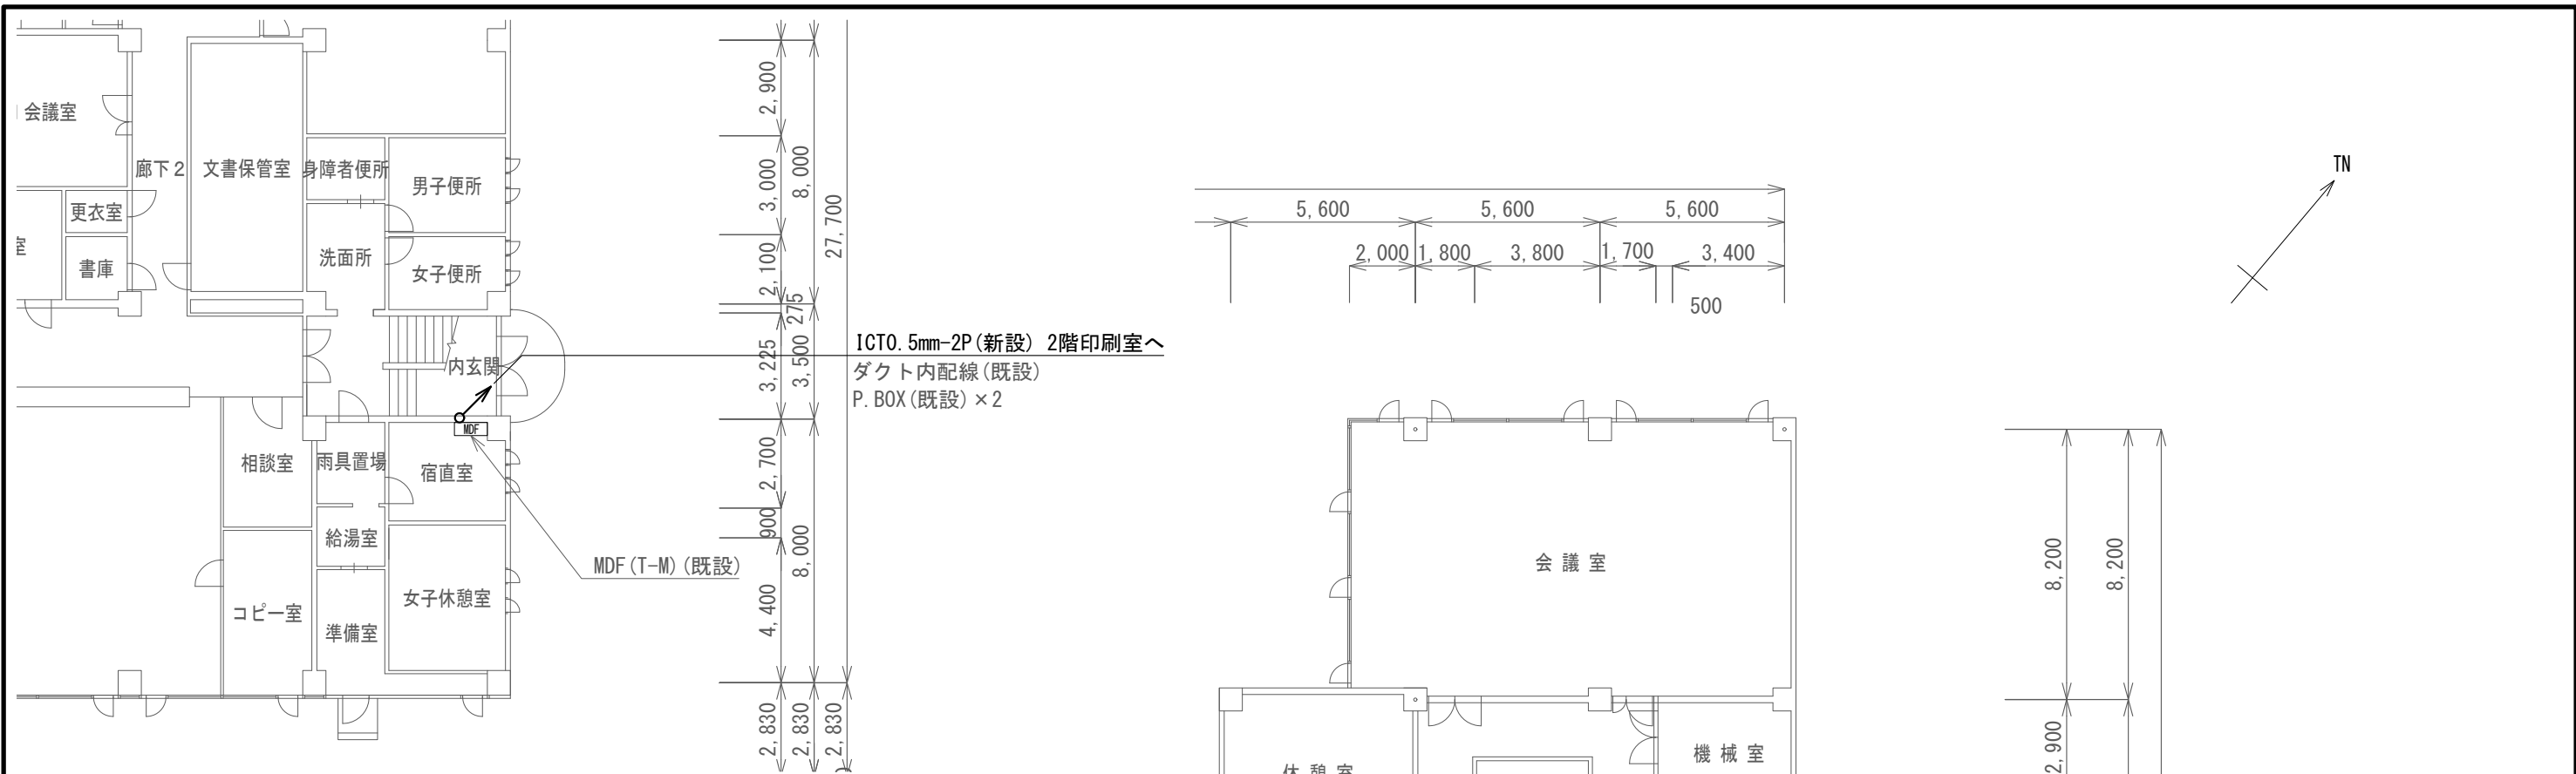 会議室
廊下2
文書保管室
身障者便所
男子便所
更衣室
室
書庫
洗面所
女子便所
内玄関
MDF
相談室
雨具置場
宿直室
給湯室
コピー室
準備室
女子休憩室
MDF(T-M)(既設)
2,900
3,000
2,100
275
3,225
2,700
900
4,400
2,830
8,000
3,500
8,000
2,830
27,700
2,830
ICT0.5mm-2P(新設) 2階印刷室へ
ダクト内配線(既設)
P.BOX(既設)×2
5,600
5,600
5,600
2,000
1,800
3,800
1,700
3,400
500
TN
会議室
機械室
休憩室
8,200
8,200
2,900